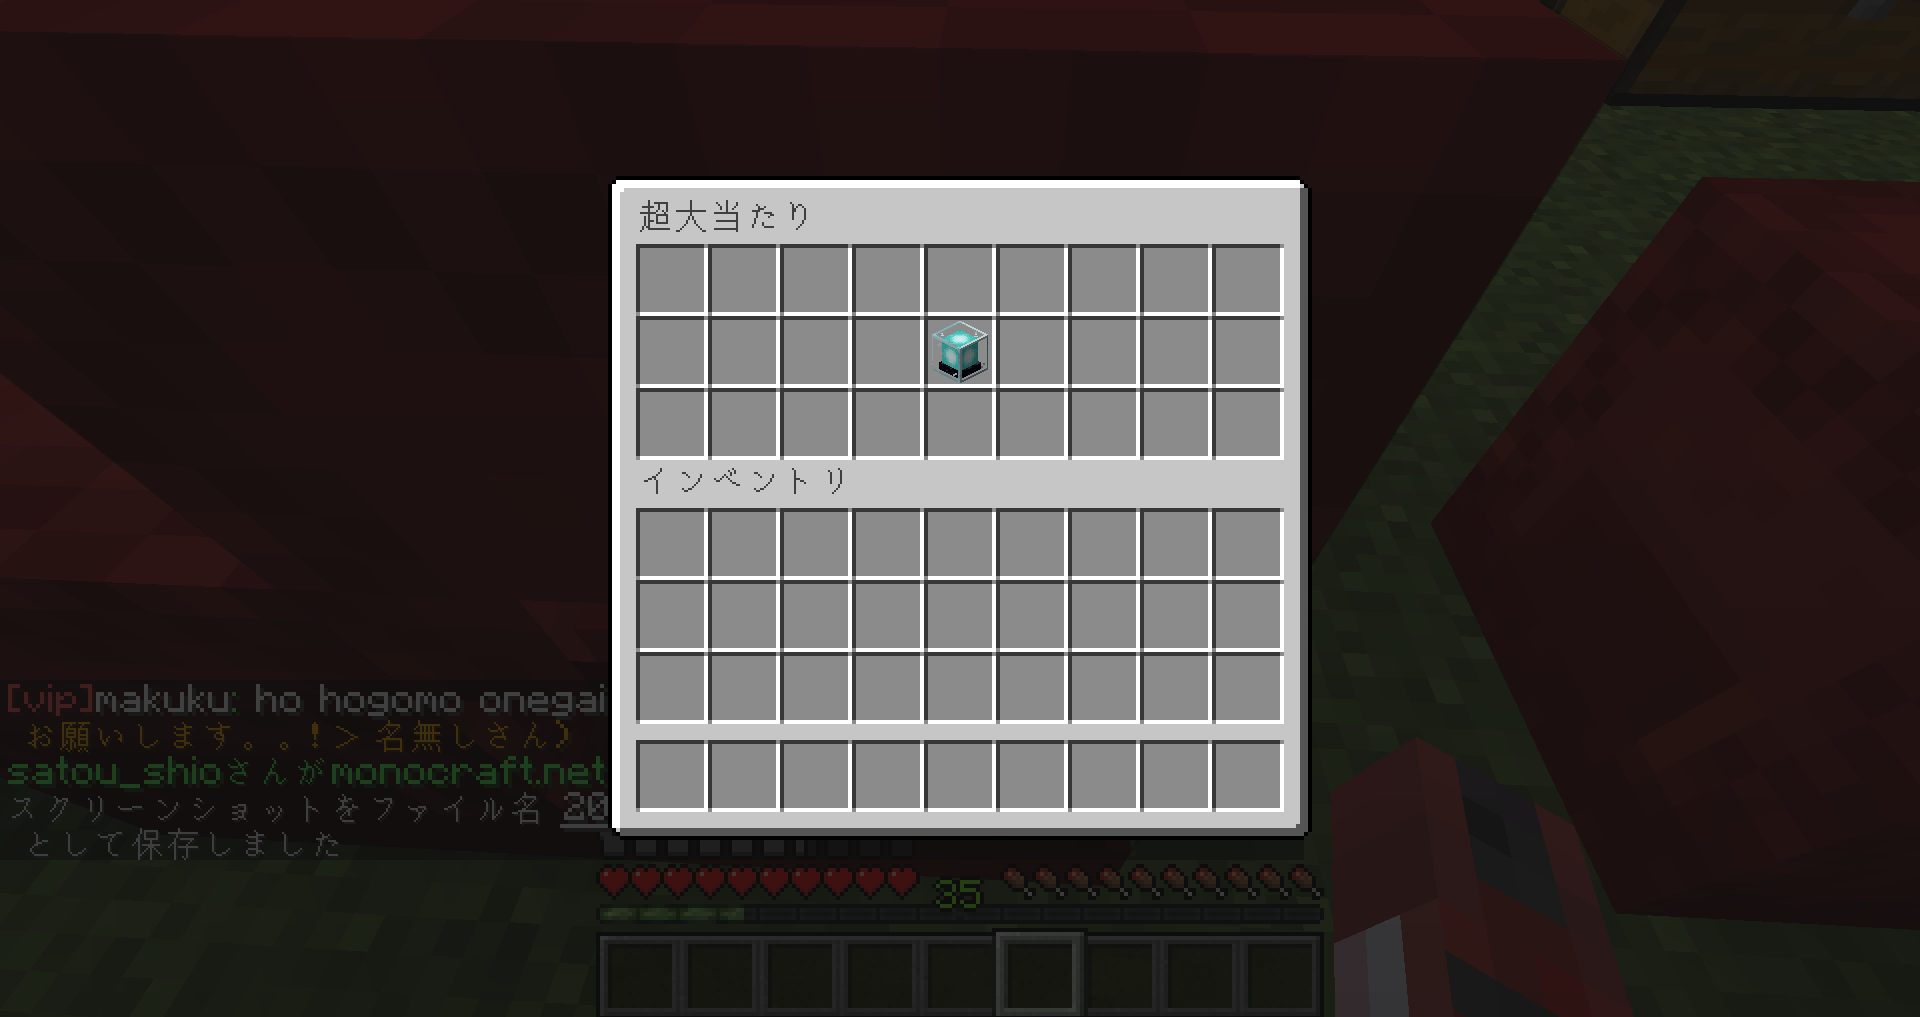 超大当たり
インベントリ
[vip]makuku: ho hogomo onegai
お願いします。。！＞名無しさん）
satou_shioさんがmonocraft.net
スクリーンショットをファイル名 20
として保存しました
35